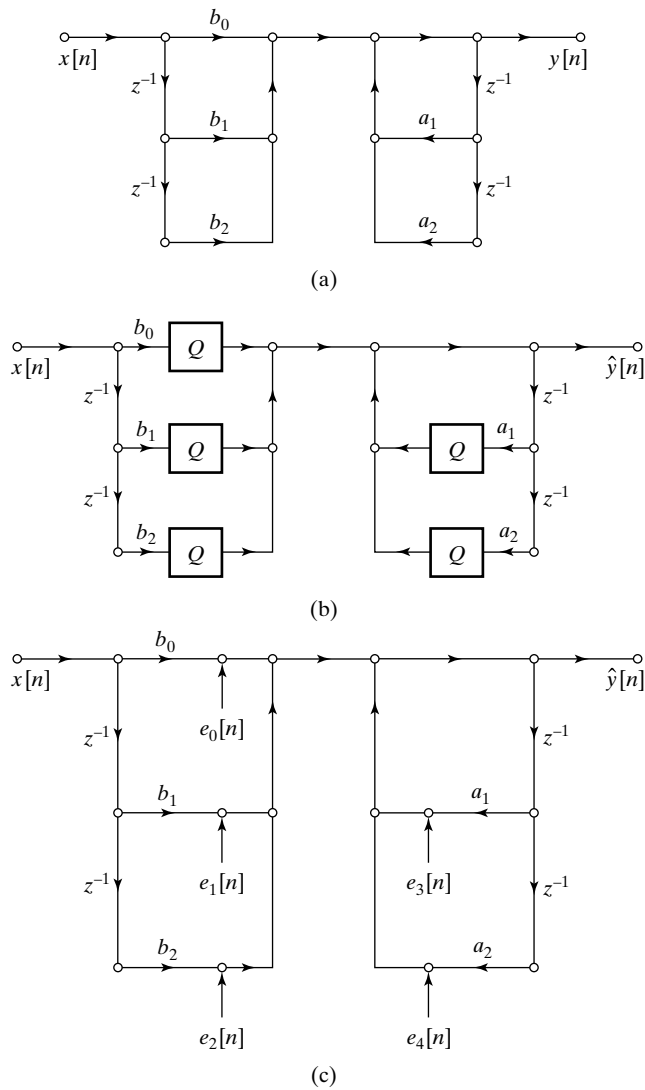 b₀
x[n] y[n]
z⁻¹ z⁻¹
b₁ a₁
z⁻¹ z⁻¹
b₂ a₂
(a)
b₀ Q
x[n] ŷ[n]
z⁻¹ z⁻¹
b₁ Q Q a₁
z⁻¹ z⁻¹
b₂ Q Q a₂
(b)
b₀
x[n] ŷ[n]
e₀[n]
z⁻¹ z⁻¹
b₁ a₁
e₁[n] e₃[n]
z⁻¹ z⁻¹
b₂ a₂
e₂[n] e₄[n]
(c)